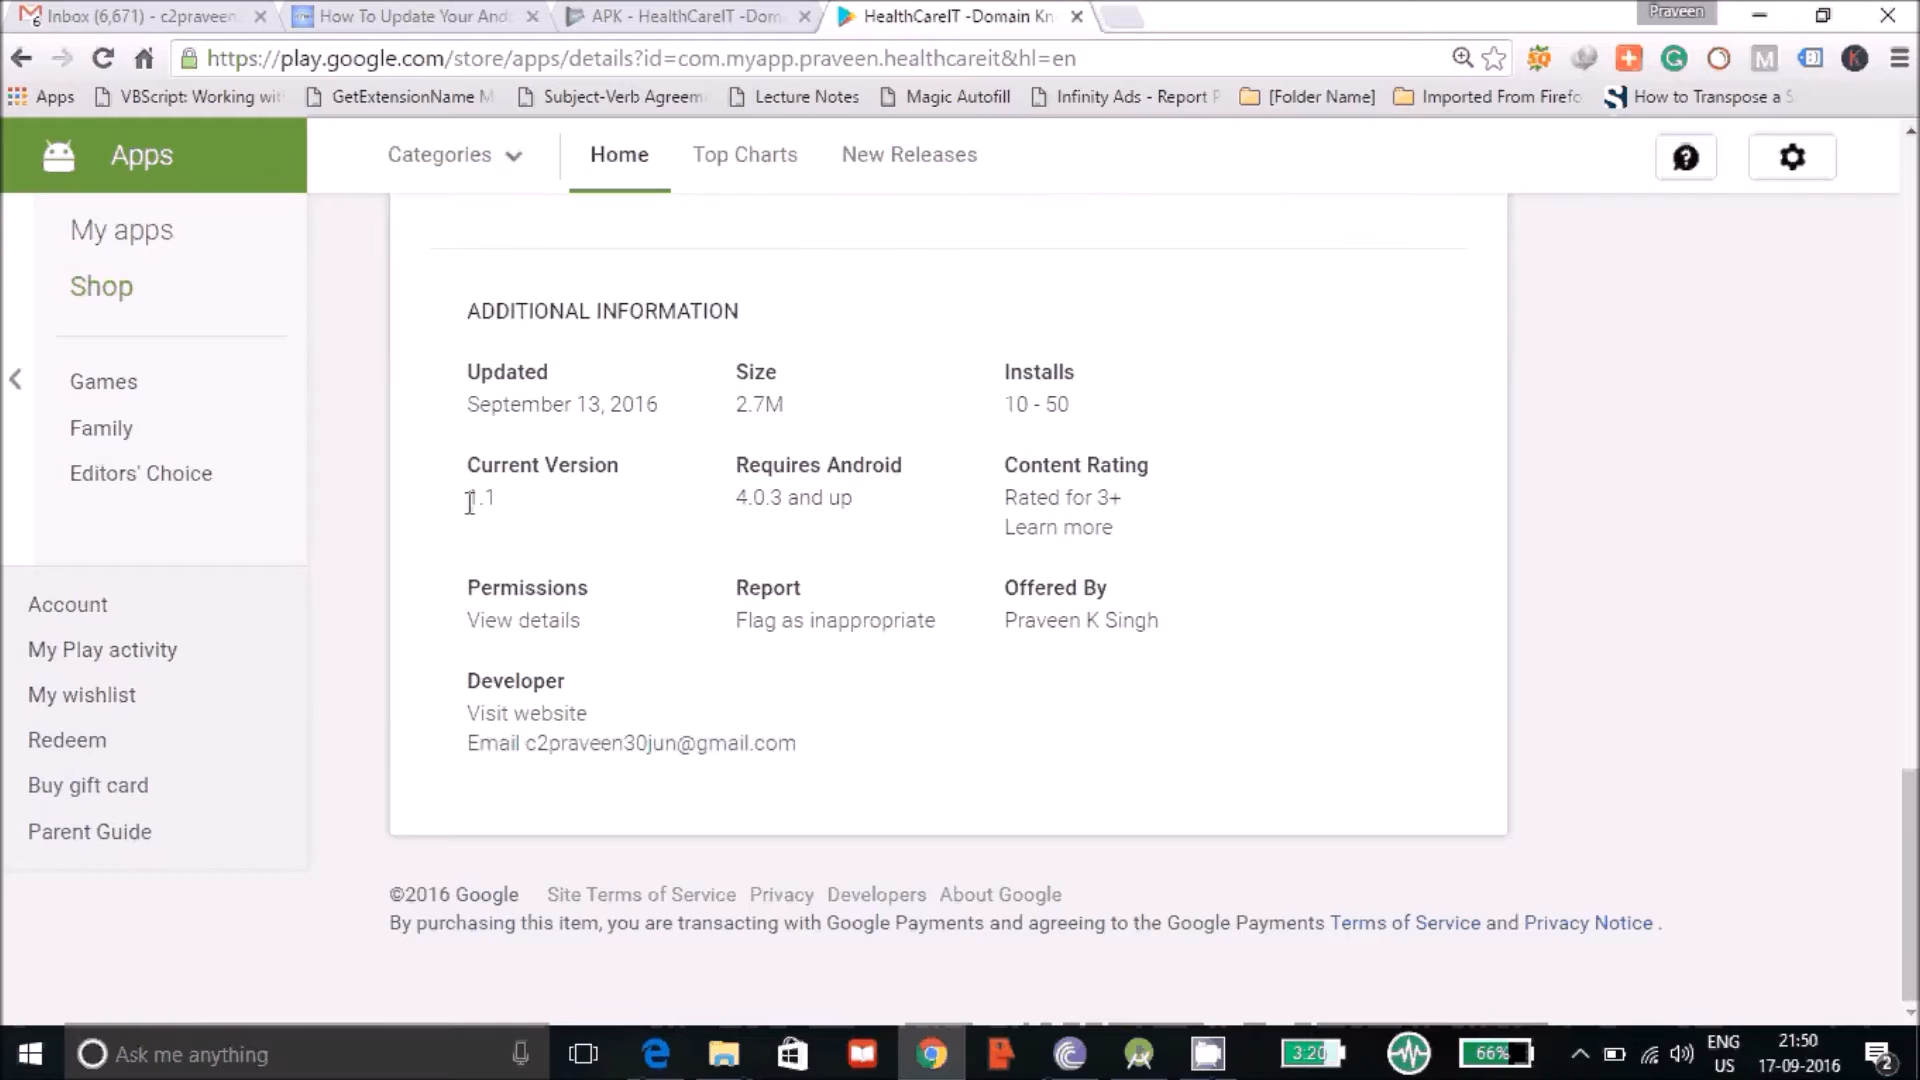 Inbox (6,671) - c2praveen
How To Update Your And
APK - HealthCareIT -Dom
HealthCareIT -Domain Kn
Praveen
https://play.google.com/store/apps/details?id=com.myapp.praveen.healthcareit&hl=en
Apps
VBScript: Working wit
GetExtensionName M
Subject-Verb Agreem
Lecture Notes
Magic Autofill
Infinity Ads - Report P
[Folder Name]
Imported From Firefo
How to Transpose a S
Apps
Categories
Home
Top Charts
New Releases
My apps
Shop
Games
Family
Editors' Choice
Account
My Play activity
My wishlist
Redeem
Buy gift card
Parent Guide
ADDITIONAL INFORMATION
Updated
September 13, 2016
Size
2.7M
Installs
10 - 50
Current Version
1.1
Requires Android
4.0.3 and up
Content Rating
Rated for 3+
Learn more
Permissions
View details
Report
Flag as inappropriate
Offered By
Praveen K Singh
Developer
Visit website
Email c2praveen30jun@gmail.com
©2016 Google Site Terms of Service Privacy Developers About Google
By purchasing this item, you are transacting with Google Payments and agreeing to the Google Payments Terms of Service and Privacy Notice .
Ask me anything
3:20
66%
ENG
US
21:50
17-09-2016
2